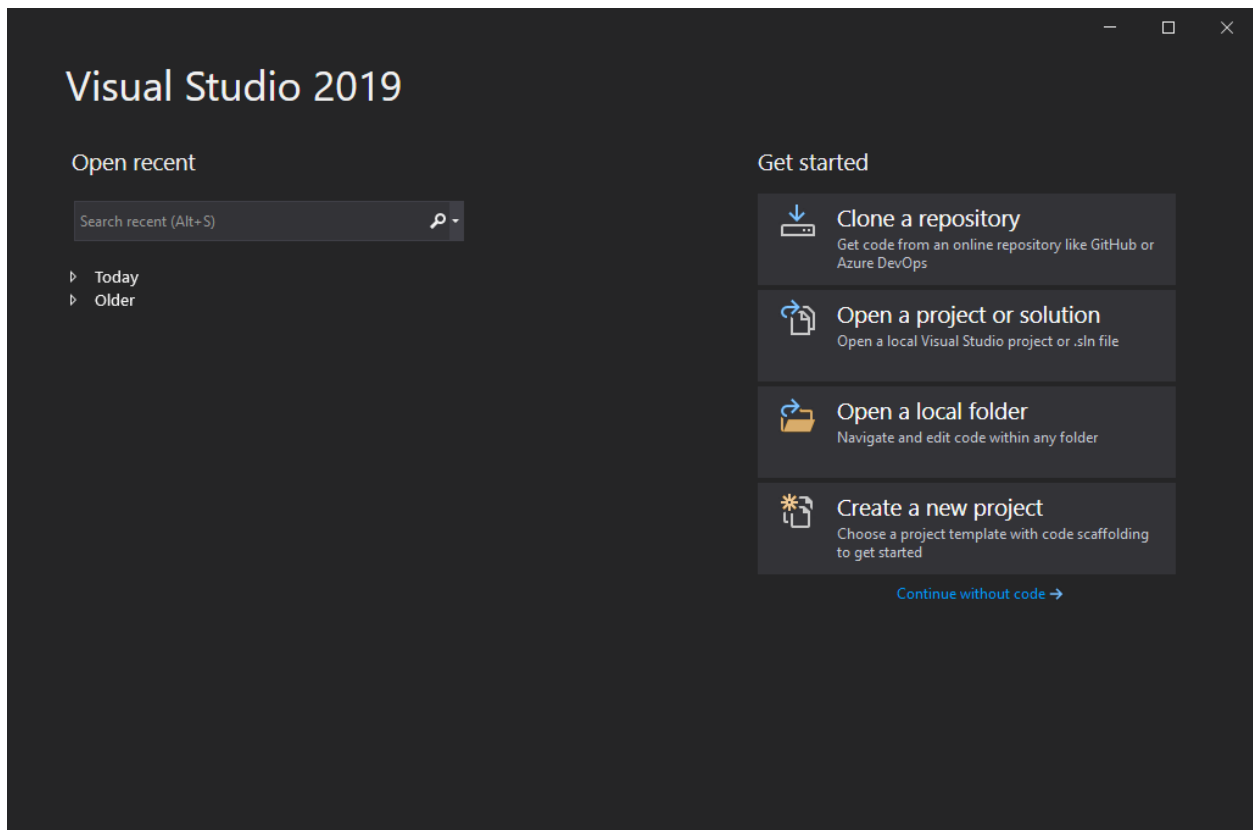 Visual Studio 2019
Open recent
Search recent (Alt+S)
Today
Older
Get started
Clone a repository
Get code from an online repository like GitHub or
Azure DevOps
Open a project or solution
Open a local Visual Studio project or .sln file
Open a local folder
Navigate and edit code within any folder
Create a new project
Choose a project template with code scaffolding
to get started
Continue without code →